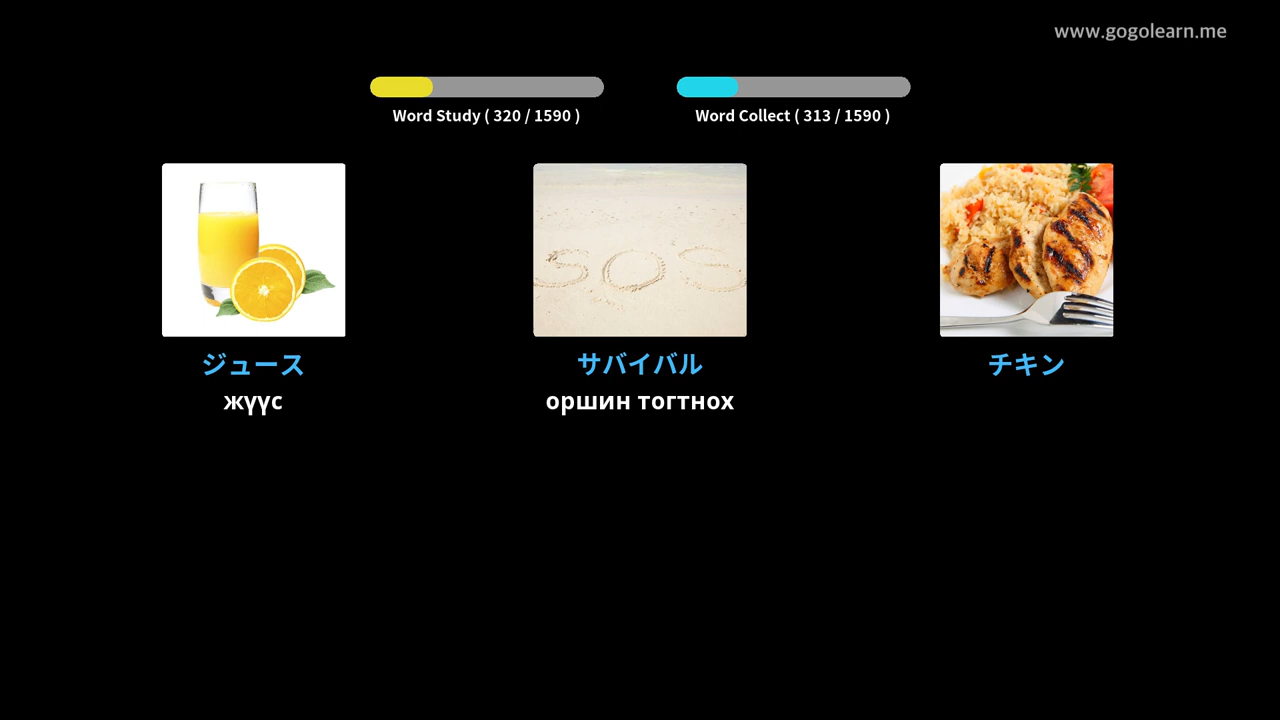 www.gogolearn.me
Word Study ( 320 / 1590 )
Word Collect ( 313 / 1590 )
SOS
ジュース
サバイバル
チキン
жүүс
оршин тогтнох